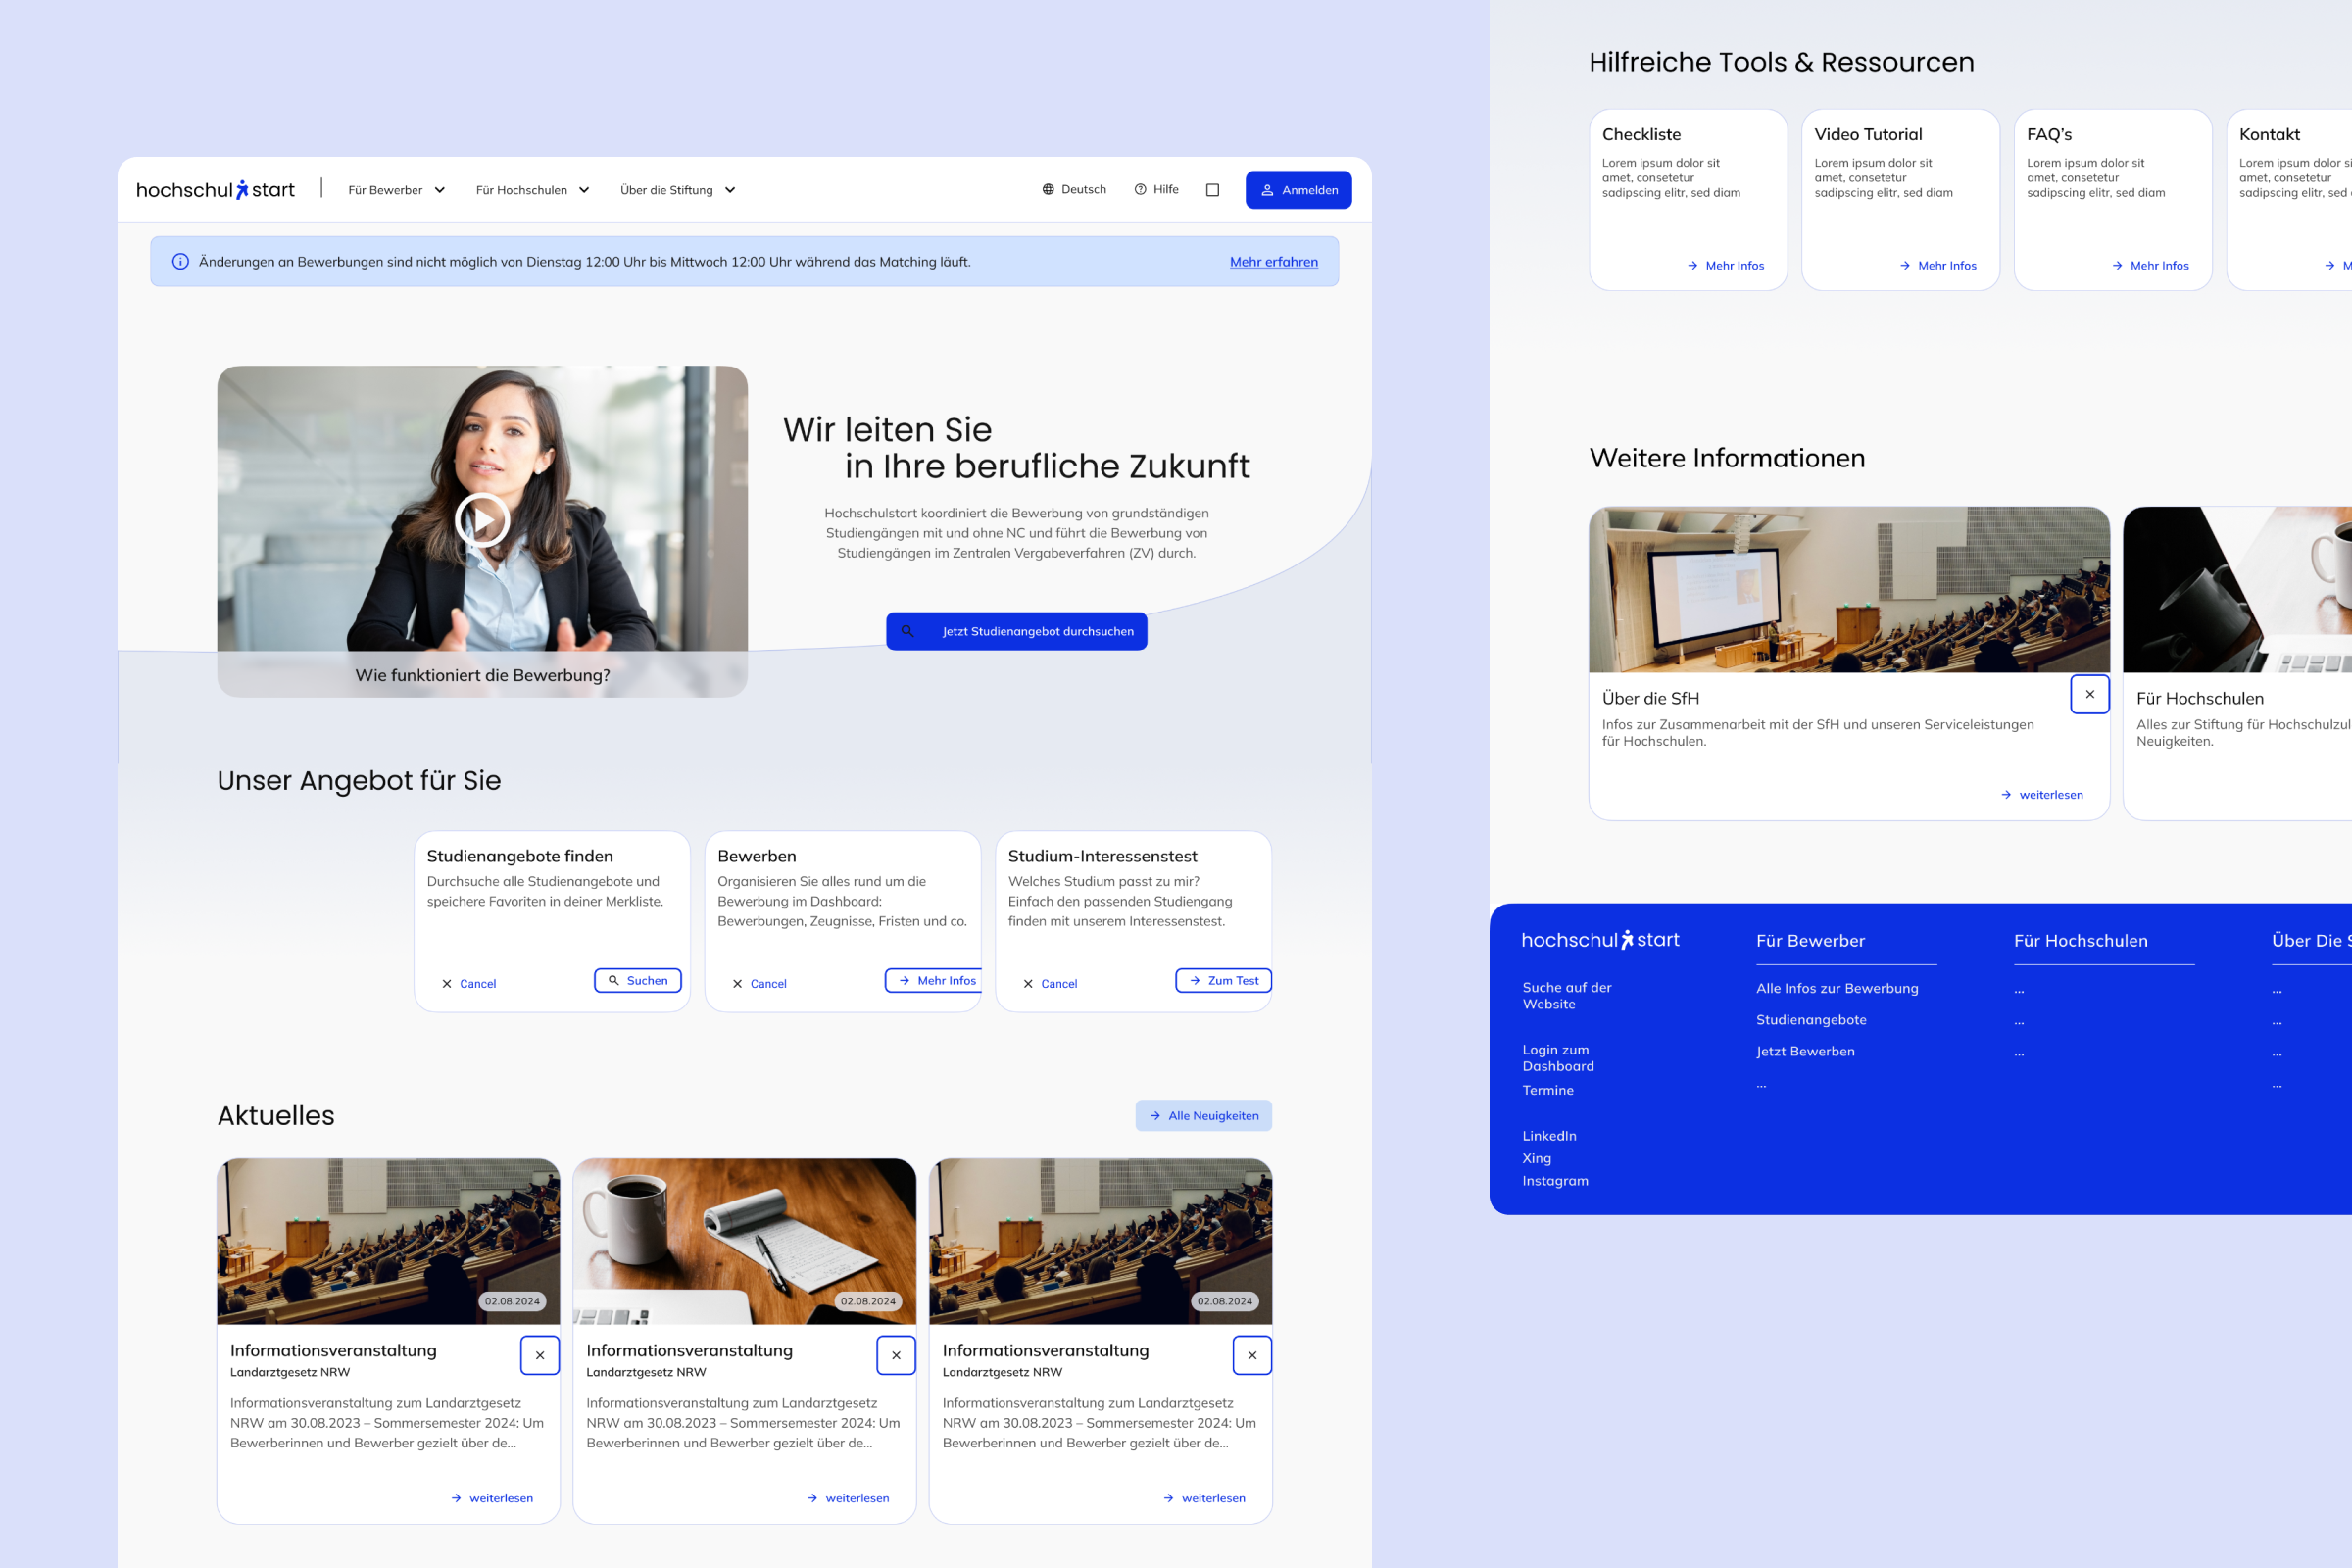 hochschulstart
Für Bewerber
Für Hochschulen
Über die Stiftung
Deutsch
Hilfe
Anmelden
Änderungen an Bewerbungen sind nicht möglich von Dienstag 12:00 Uhr bis Mittwoch 12:00 Uhr während das Matching läuft.
Mehr erfahren
Wie funktioniert die Bewerbung?
Wir leiten Sie
in Ihre berufliche Zukunft
Hochschulstart koordiniert die Bewerbung von grundständigen
Studiengängen mit und ohne NC und führt die Bewerbung von
Studiengängen im Zentralen Vergabeverfahren (ZV) durch.
Jetzt Studienangebot durchsuchen
Unser Angebot für Sie
Studienangebote finden
Durchsuche alle Studienangebote und
speichere Favoriten in deiner Merkliste.
Cancel
Suchen
Bewerben
Organisieren Sie alles rund um die
Bewerbung im Dashboard:
Bewerbungen, Zeugnisse, Fristen und co.
Cancel
Mehr Infos
Studium-Interessenstest
Welches Studium passt zu mir?
Einfach den passenden Studiengang
finden mit unserem Interessenstest.
Cancel
Zum Test
Aktuelles
Alle Neuigkeiten
02.08.2024
Informationsveranstaltung
Landarztgesetz NRW
Informationsveranstaltung zum Landarztgesetz
NRW am 30.08.2023 – Sommersemester 2024: Um
Bewerberinnen und Bewerber gezielt über de...
weiterlesen
02.08.2024
Informationsveranstaltung
Landarztgesetz NRW
Informationsveranstaltung zum Landarztgesetz
NRW am 30.08.2023 – Sommersemester 2024: Um
Bewerberinnen und Bewerber gezielt über de...
weiterlesen
02.08.2024
Informationsveranstaltung
Landarztgesetz NRW
Informationsveranstaltung zum Landarztgesetz
NRW am 30.08.2023 – Sommersemester 2024: Um
Bewerberinnen und Bewerber gezielt über de...
weiterlesen
Hilfreiche Tools & Ressourcen
Checkliste
Lorem ipsum dolor sit
amet, consetetur
sadipscing elitr, sed diam
Mehr Infos
Video Tutorial
Lorem ipsum dolor sit
amet, consetetur
sadipscing elitr, sed diam
Mehr Infos
FAQ's
Lorem ipsum dolor sit
amet, consetetur
sadipscing elitr, sed diam
Mehr Infos
Kontakt
Lorem ipsum dolor
amet, consetetur
sadipscing elitr, sed
Weitere Informationen
Über die SfH
Infos zur Zusammenarbeit mit der SfH und unseren Serviceleistungen
für Hochschulen.
weiterlesen
Für Hochschulen
Alles zur Stiftung für
Neuigkeiten.
hochschulstart
Suche auf der
Website
Login zum
Dashboard
Termine
LinkedIn
Xing
Instagram
Für Bewerber
Alle Infos zur Bewerbung
Studienangebote
Jetzt Bewerben
...
Für Hochschulen
...
...
...
Über Die
...
...
...
...